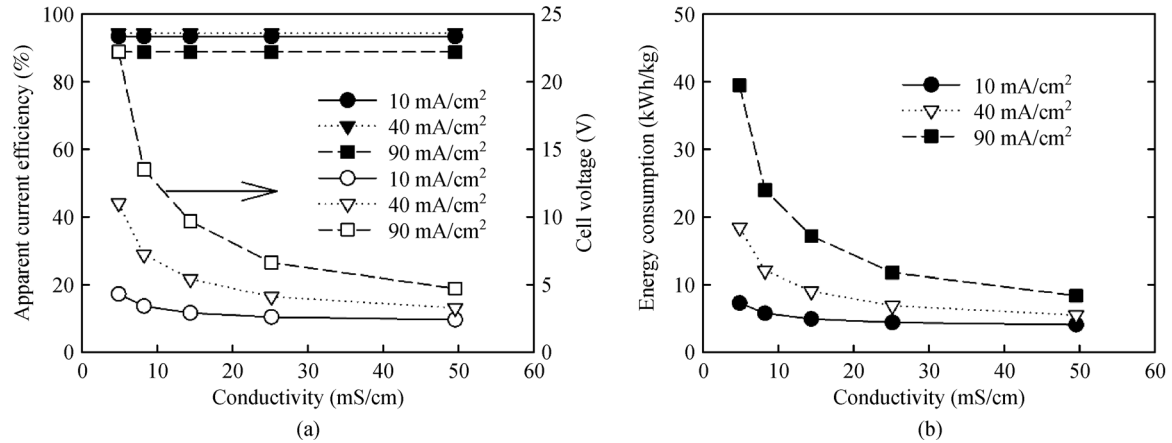 100
80
60
40
20
0
Apparent current efficiency (%)
25
20
15
10
5
0
Cell voltage (V)
10 mA/cm²
40 mA/cm²
90 mA/cm²
10 mA/cm²
40 mA/cm²
90 mA/cm²
0 10 20 30 40 50 60
Conductivity (mS/cm)
(a)
50
40
30
20
10
0
Energy consumption (kWh/kg)
10 mA/cm²
40 mA/cm²
90 mA/cm²
0 10 20 30 40 50 60
Conductivity (mS/cm)
(b)